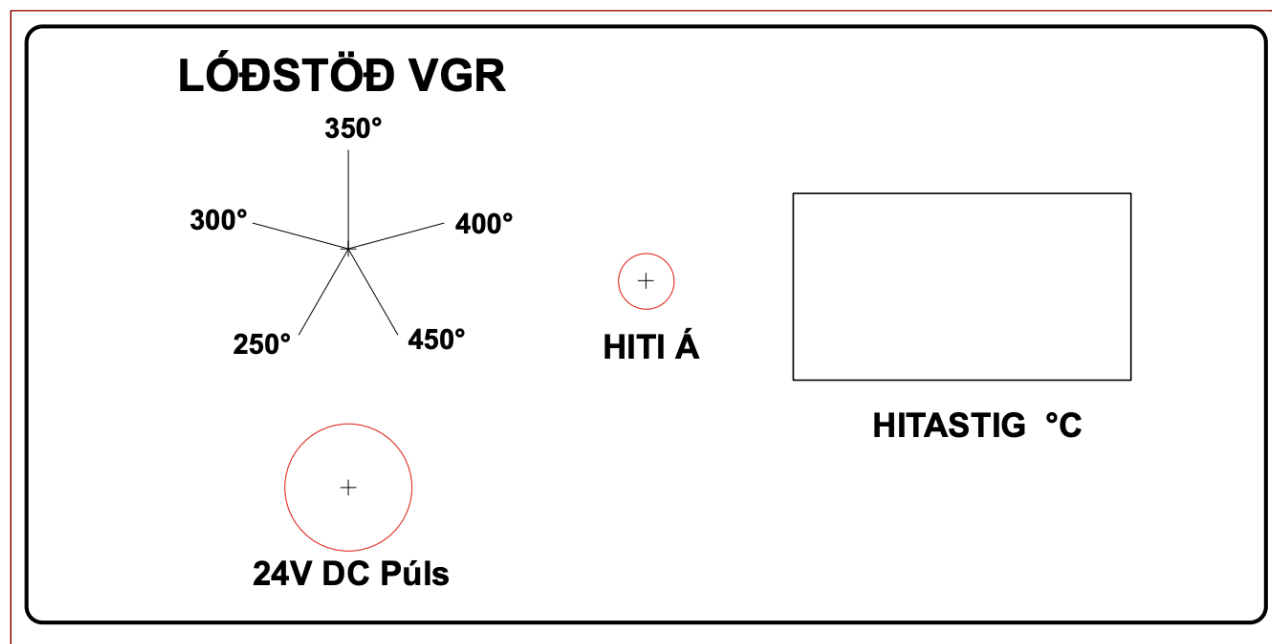 LÓÐSTÖÐ VGR
350°
300°
400°
250°
450°
HITI Á
HITASTIG °C
24V DC Púls